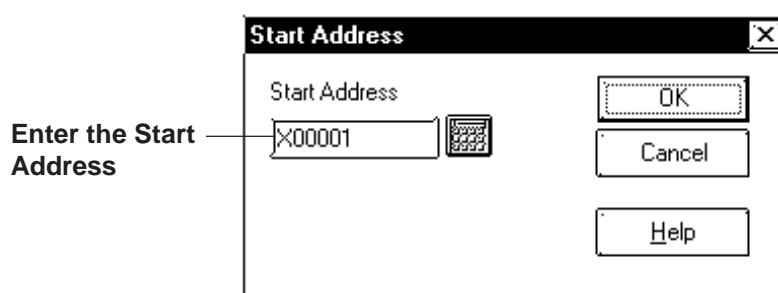 Start Address
Start Address
OK
Enter the Start
Address
X00001
Cancel
Help